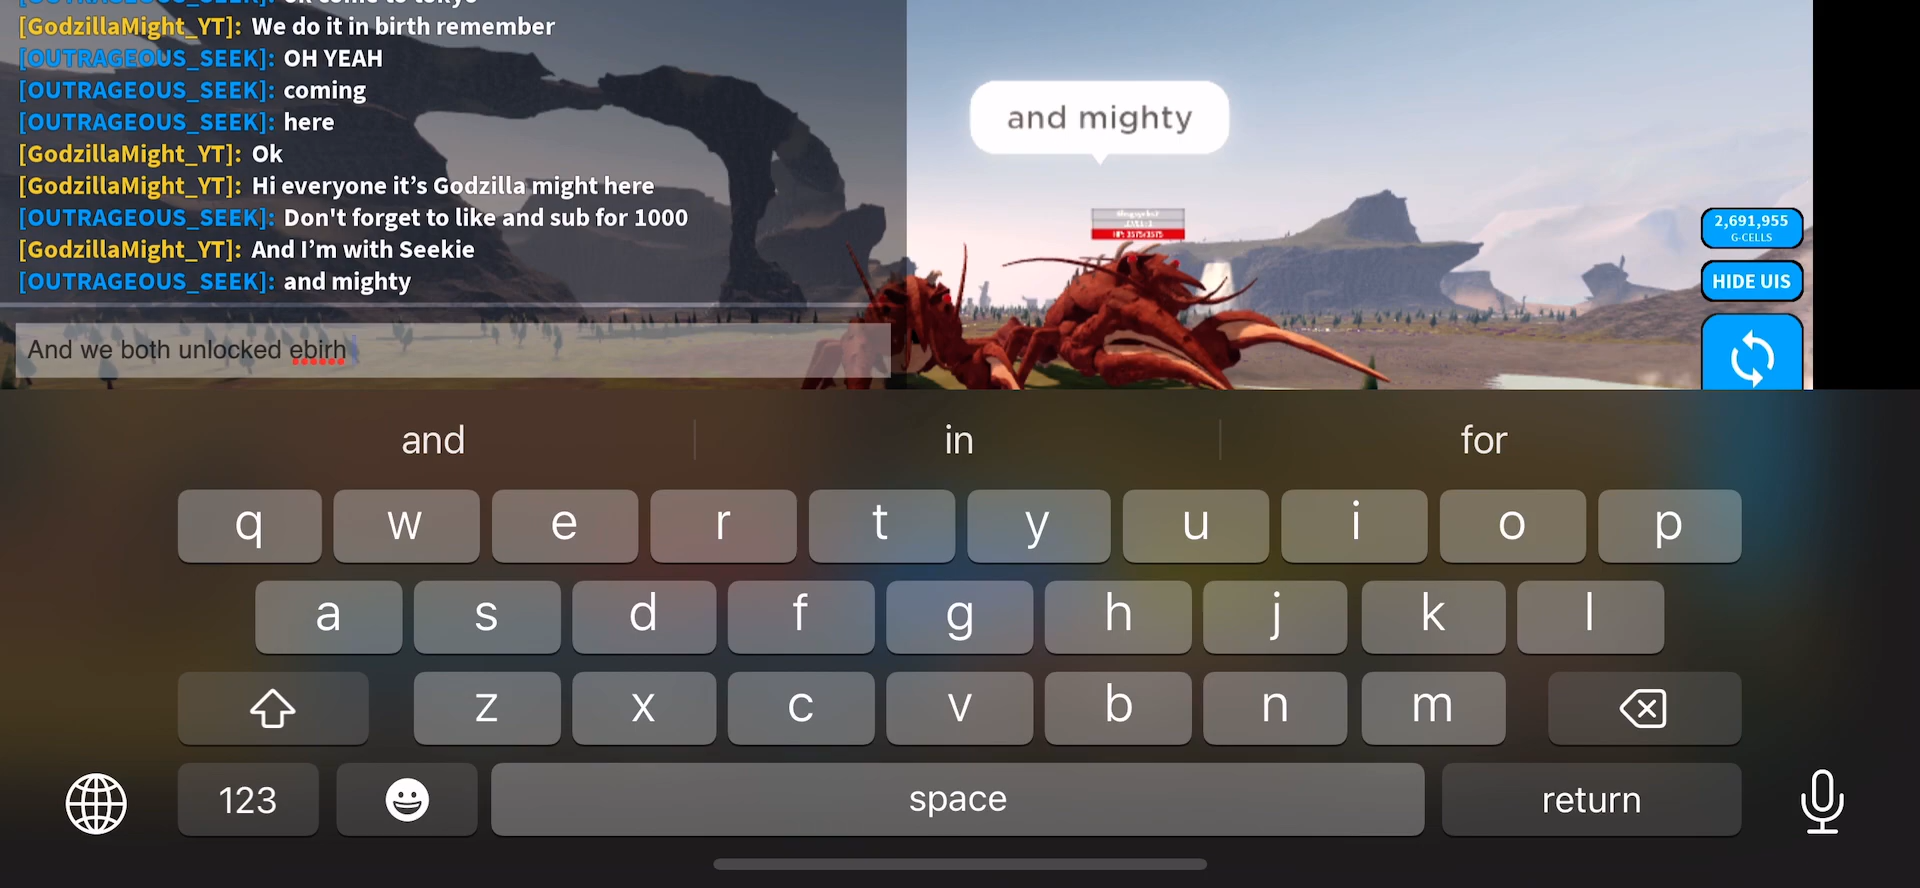 [GodzillaMight_YT]: We do it in birth remember
[OUTRAGEOUS_SEEK]: OH YEAH
[OUTRAGEOUS_SEEK]: coming
[OUTRAGEOUS_SEEK]: here
[GodzillaMight_YT]: Ok
[GodzillaMight_YT]: Hi everyone it’s Godzilla might here
[OUTRAGEOUS_SEEK]: Don't forget to like and sub for 1000
[GodzillaMight_YT]: And I’m with Seekie
[OUTRAGEOUS_SEEK]: and mighty
And we both unlocked ebirh
and mighty
2,691,955
G-CELLS
HIDE UIS
and in for
q w e r t y u i o p
a s d f g h j k l
z x c v b n m
123 space return